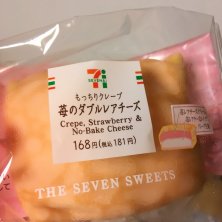 7
ELEVEN
もっちりクレープ
苺のダブルレアチーズ
Crepe, Strawberry &
No-Bake Cheese
168円(税込181円)
THE SEVEN SWEETS